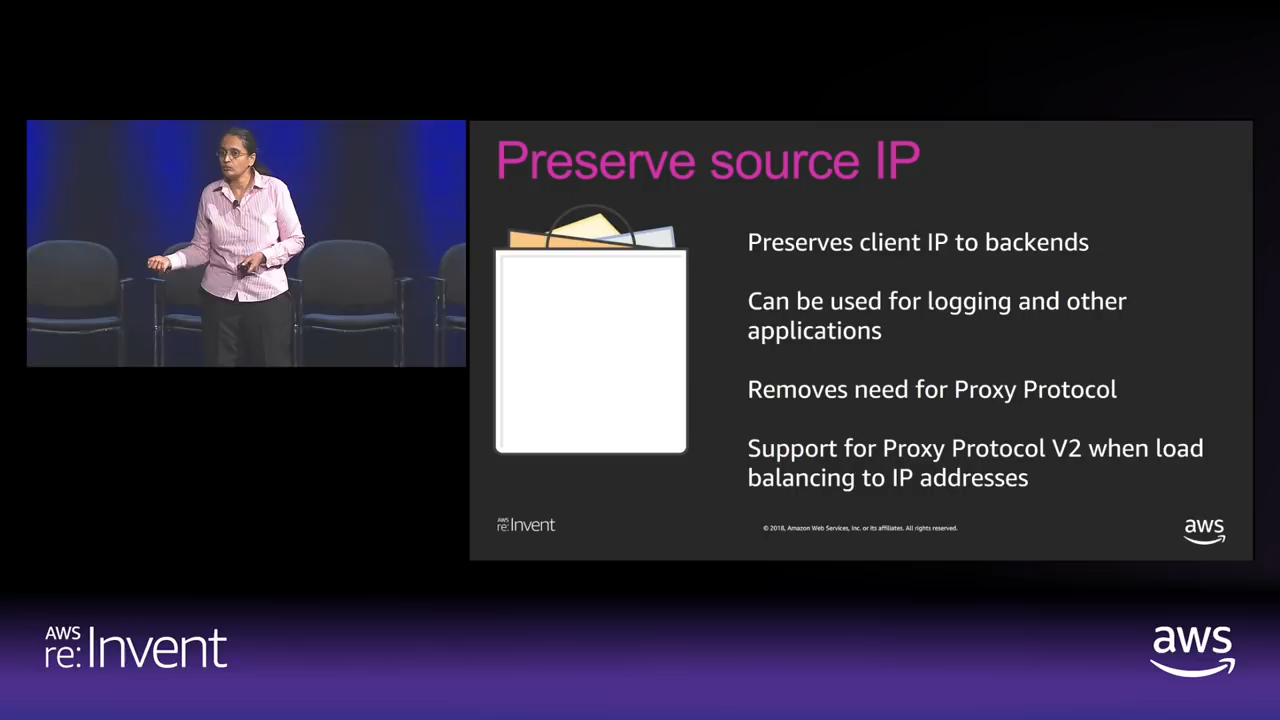 Preserve source IP
Preserves client IP to backends
Can be used for logging and other
applications
Removes need for Proxy Protocol
Support for Proxy Protocol V2 when load
balancing to IP addresses
AWS
re:Invent
© 2018, Amazon Web Services, Inc. or its affiliates. All rights reserved.
aws
AWS
re:Invent
aws